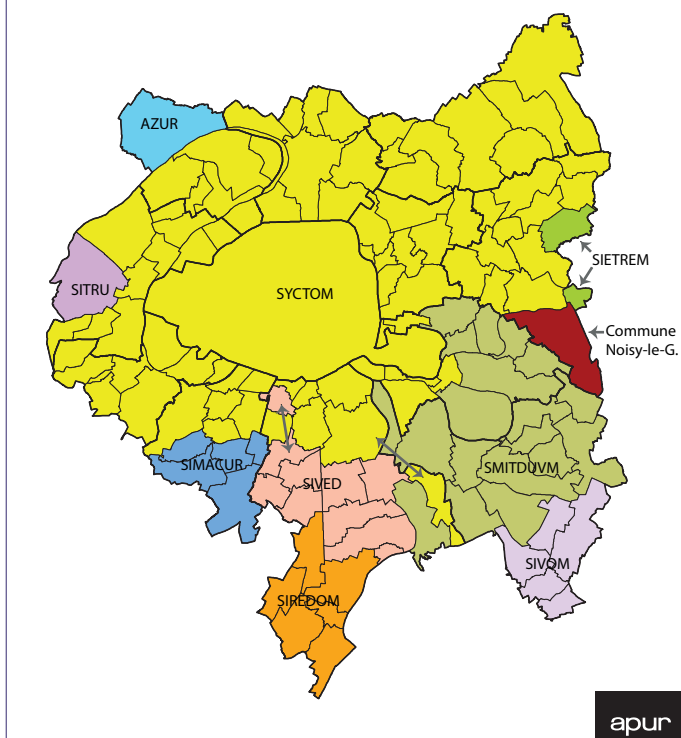 AZUR
SIETREM
SITRU
SYCTOM
Commune
Noisy-le-G.
SIMACUR
SMITDUVM
SIVED
SIVOM
SIREDOM
apur